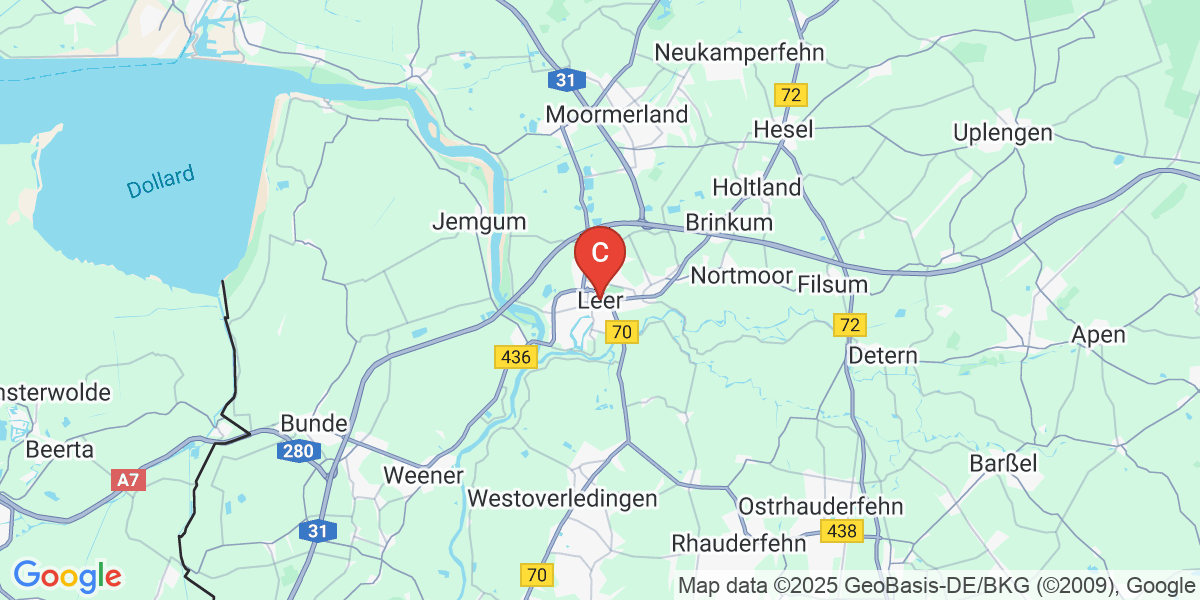 Neukamperfehn
31
72
Moormerland
Hesel
Uplengen
Dollard
Holtland
Jemgum
Brinkum
C
Nortmoor
Filsum
Leer
70
72
Apen
436
Detern
nsterwolde
Bunde
Beerta
280
A7
Weener
Barßel
Westoverledingen
Ostrhauderfehn
31
438
Rhauderfehn
70
Google
Map data ©2025 GeoBasis-DE/BKG (©2009), Google